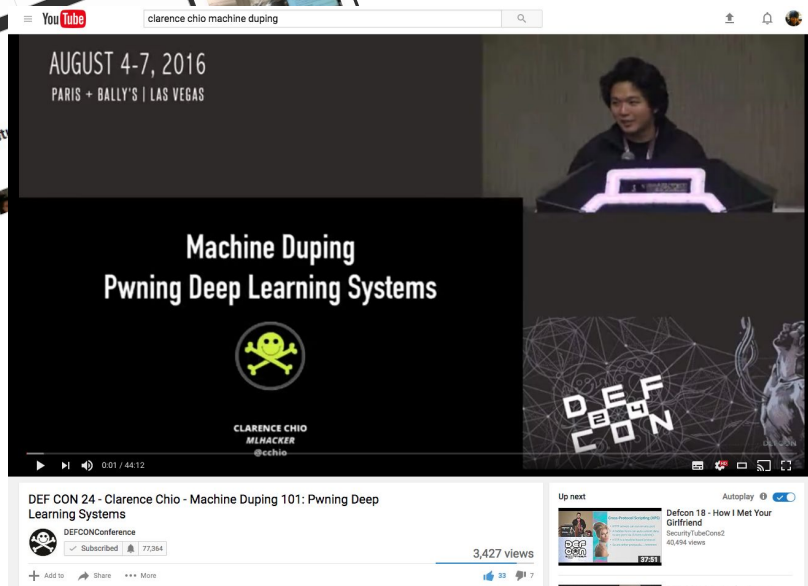 YouTube
clarence chio machine duping
AUGUST 4-7, 2016
PARIS + BALLY'S | LAS VEGAS
Machine Duping
Pwning Deep Learning Systems
CLARENCE CHIO
MLHACKER
@cchio
DEF
24
CON
0:01 / 44:12
HD
DEF CON 24 - Clarence Chio - Machine Duping 101: Pwning Deep
Learning Systems
DEFCONConference
Subscribed 77,364
3,427 views
Add to Share More
33 7
Up next
Autoplay
Defcon 18 - How I Met Your
Girlfriend
SecurityTubeCons2
40,494 views
37:51